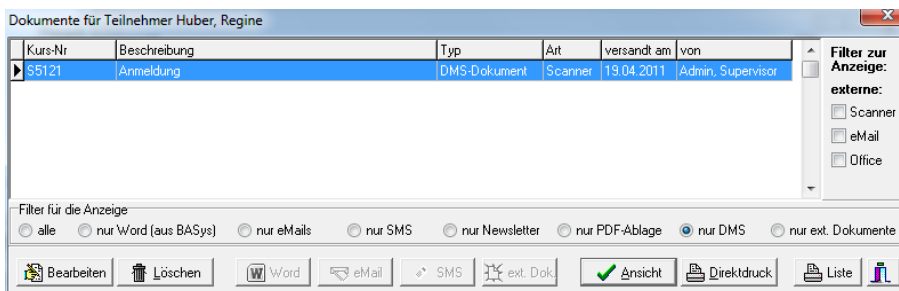 Dokumente für Teilnehmer Huber, Regine
Kurs-Nr Beschreibung Typ Art versandt am von
S5121 Anmeldung DMS-Dokument Scanner 19.04.2011 Admin, Supervisor
Filter zur
Anzeige:
externe:
Scanner
eMail
Office
Filter für die Anzeige
alle nur Word (aus BASys) nur eMails nur SMS nur Newsletter nur PDF-Ablage nur DMS nur ext. Dokumente
Bearbeiten Löschen Word eMail SMS ext. Dok. Ansicht Direktdruck Liste